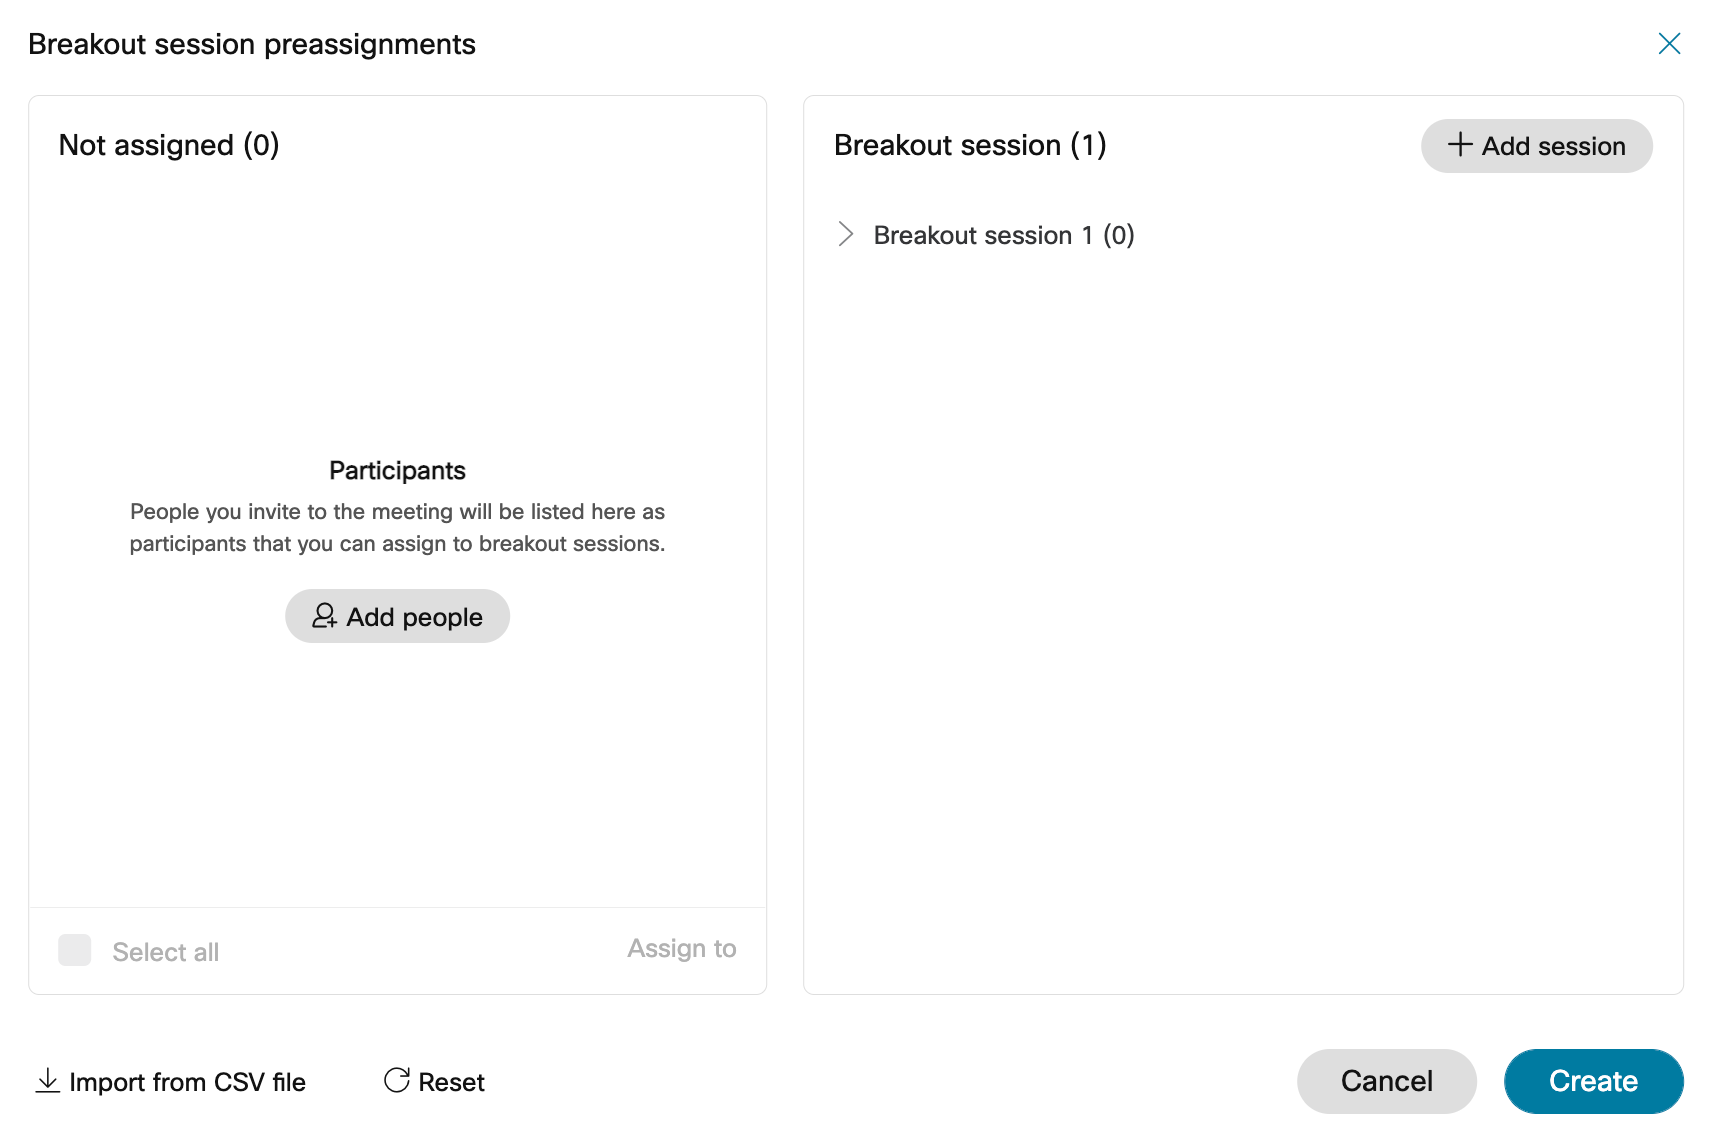 Breakout session preassignments
Not assigned (0)
Participants
People you invite to the meeting will be listed here as
participants that you can assign to breakout sessions.
Add people
Select all
Assign to
Breakout session (1)
Add session
Breakout session 1 (0)
Import from CSV file
Reset
Cancel
Create